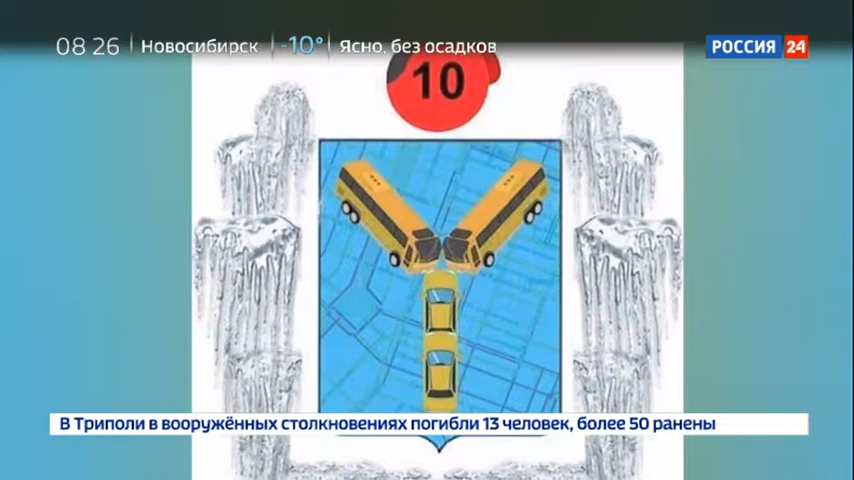 08 26 Новосибирск -10° Ясно, без осадков
РОССИЯ 24
10
В Триполи в вооружённых столкновениях погибли 13 человек, более 50 ранены